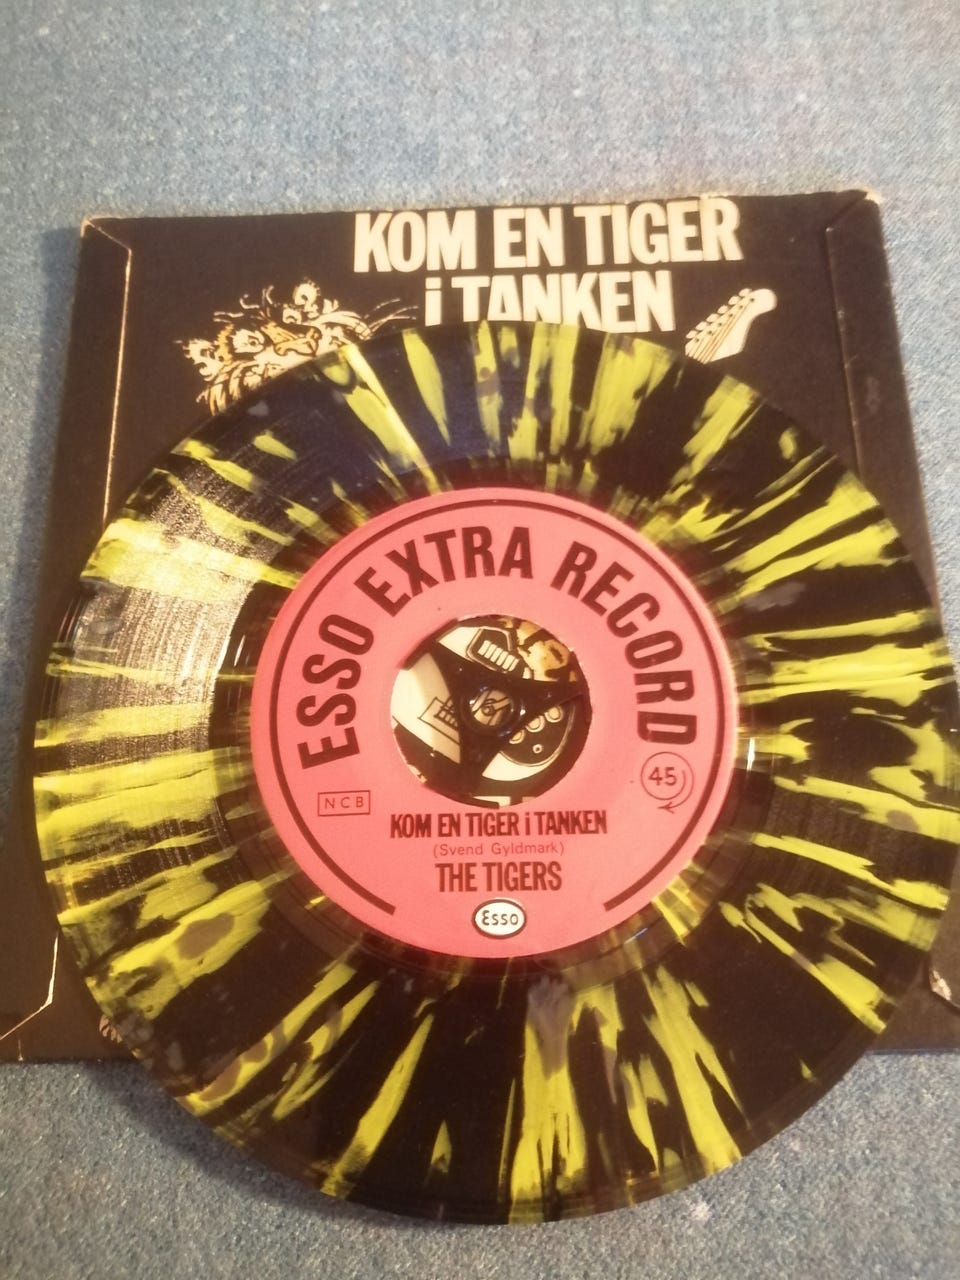 KOM EN TIGER
i TANKEN
ESSO EXTRA RECORD
NCB
45
KOM EN TIGER i TANKEN
(Svend Gyldmark)
THE TIGERS
Esso